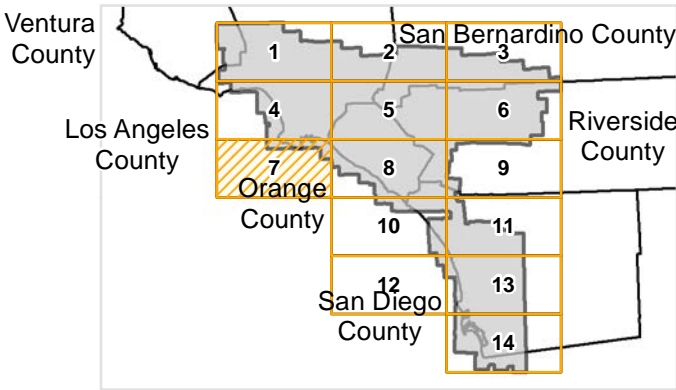 Ventura
County
San Bernardino County
1
2
3
4
5
6
Los Angeles
County
Riverside
County
7
8
9
Orange
County
10
11
12
13
San Diego
County
14